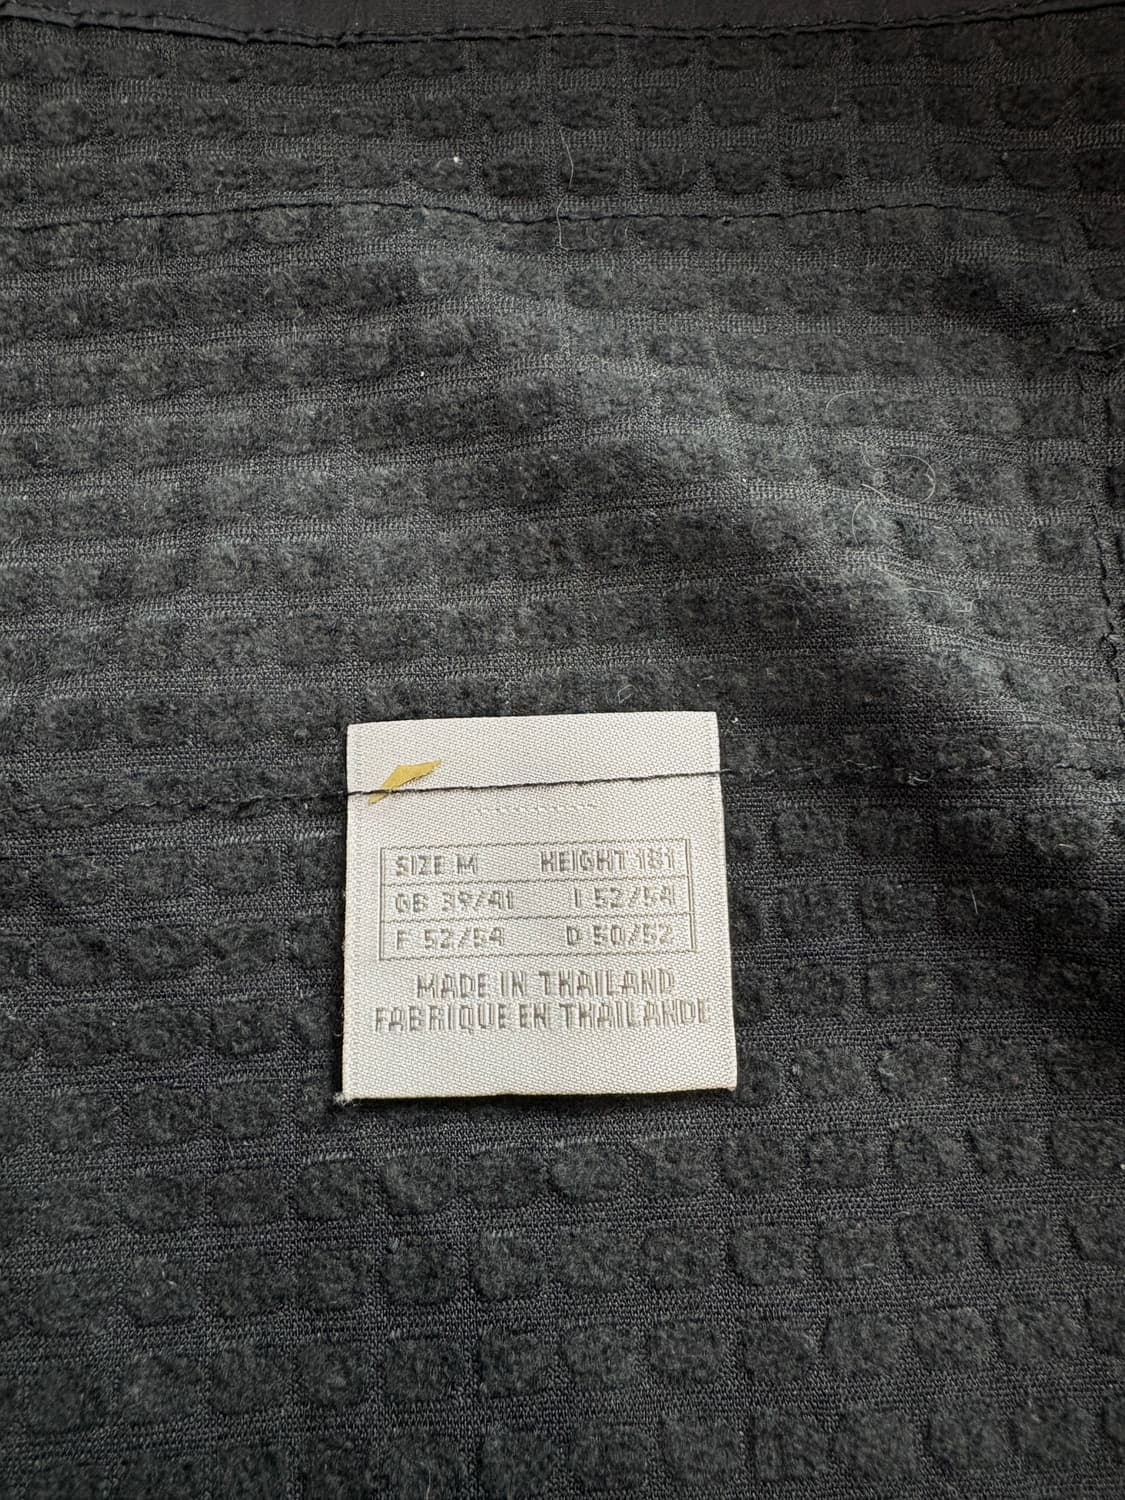 SIZE M HEIGHT 181
GB 39/41 I 52/54
F 52/54 D 50/52
MADE IN THAILAND
FABRIQUE EN THAILANDE